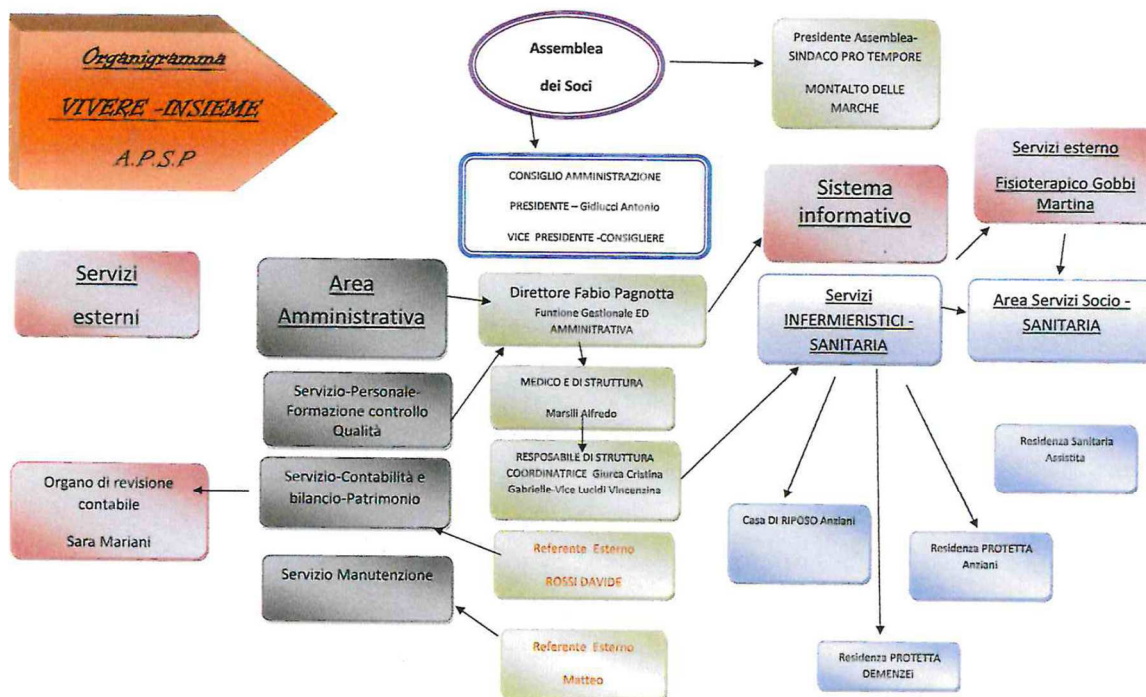 Organigramma
VIVERE -INSIEME
A.P.S.P
Assemblea
dei Soci
Presidente Assemblea-
SINDACO PRO TEMPORE
MONTALTO DELLE
MARCHE
CONSIGLIO AMMINISTRAZIONE
PRESIDENTE – Gidiucci Antonio
VICE PRESIDENTE -CONSIGLIERE
Sistema
informativo
Servizi esterno
Fisioterapico Gobbi
Martina
Servizi
esterni
Area
Amministrativa
Direttore Fabio Pagnotta
Funzione Gestionale ED
AMMINITRATIVA
Servizi
INFERMIERISTICI -
SANITARIA
Area Servizi Socio -
SANITARIA
Servizio-Personale-
Formazione controllo
Qualità
MEDICO E DI STRUTTURA
Marsili Alfredo
RESPOSABILE DI STRUTTURA
COORDINATRICE Giurca Cristina
Gabrielle-Vice Lucidi Vincenzina
Residenza Sanitaria
Assistita
Organo di revisione
contabile
Sara Mariani
Servizio-Contabilità e
bilancio-Patrimonio
Casa DI RIPOSO Anziani
Residenza PROTETTA
Anziani
Referente Esterno
ROSSI DAVIDE
Servizio Manutenzione
Referente Esterno
Matteo
Residenza PROTETTA
DEMENZEi